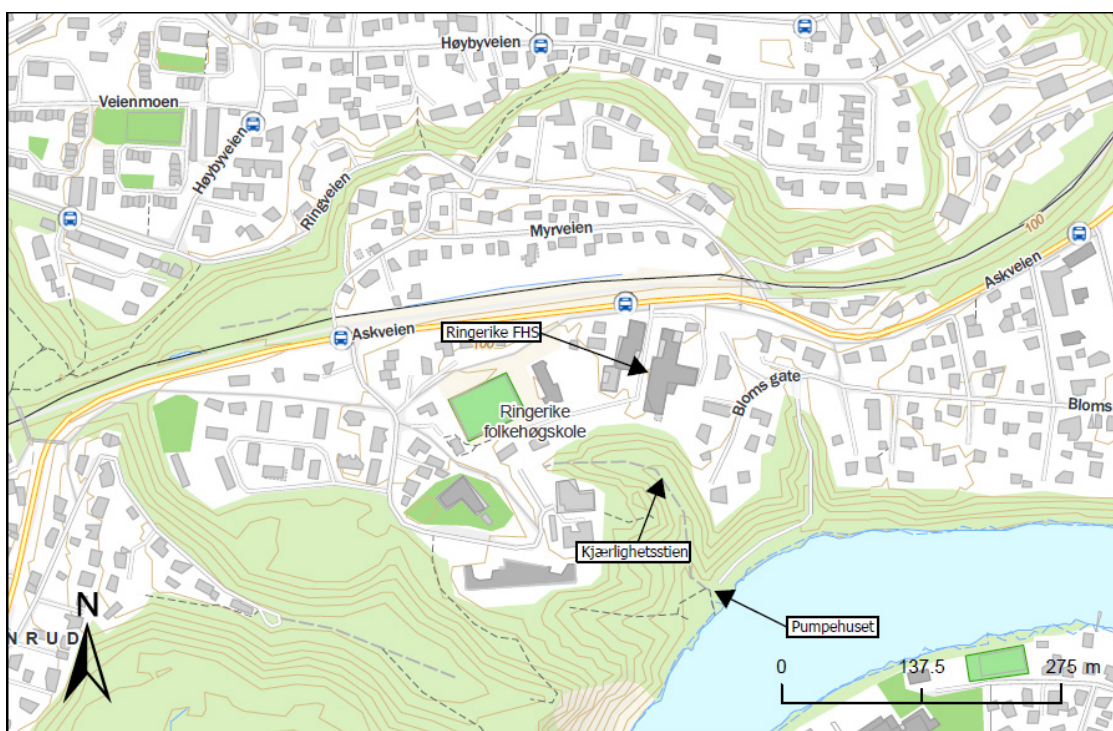 Høybyveien
Veienmoen
Høybyveien
Ringveien
Myrveien
100
Askveien
Askveien
Ringerike FHS
100
Bloms gate
Bloms
Ringerike
folkehøgskole
Kjærlighetsstien
Pumpehuset
N
NRUD
0 137.5 275 m